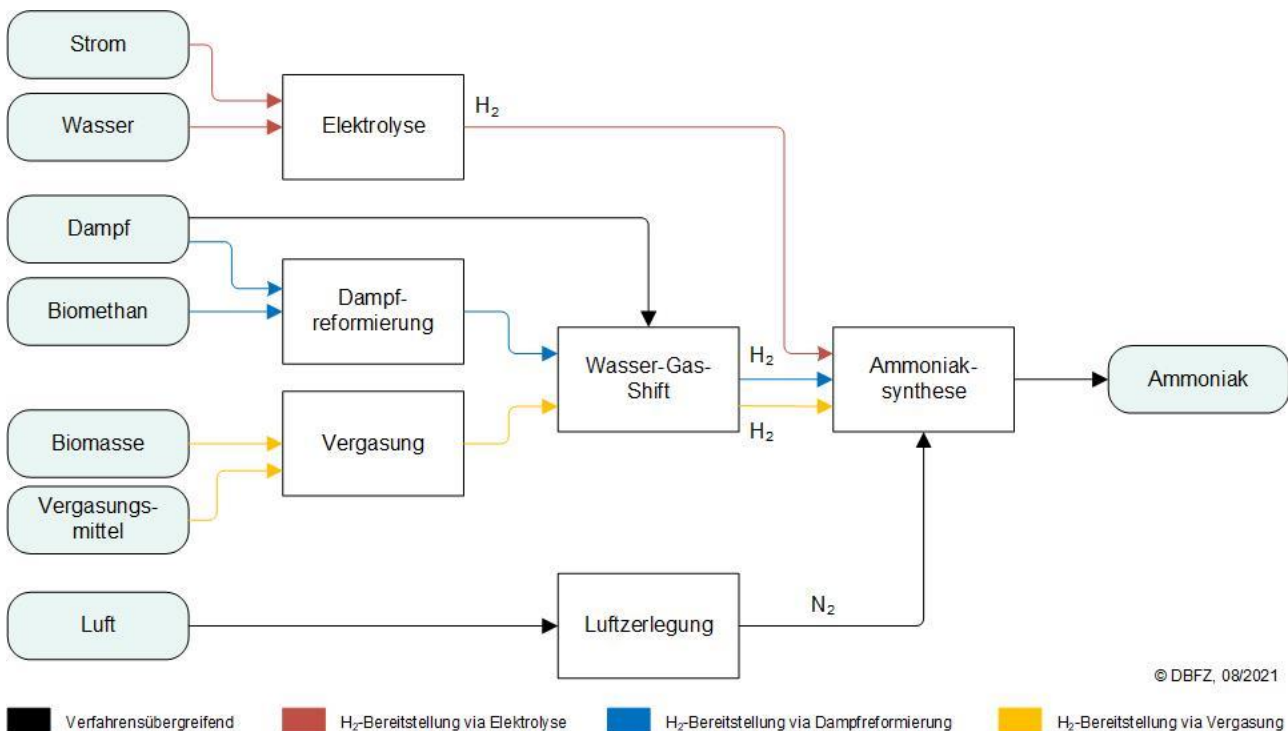 Strom
Wasser
Elektrolyse
H₂
Dampf
Biomethan
Dampf-
reformierung
Wasser-Gas-
Shift
H₂
H₂
Ammoniak-
synthese
Ammoniak
Biomasse
Vergasungs-
mittel
Vergasung
Luft
Luftzerlegung
N₂
© DBFZ, 08/2021
Verfahrensübergreifend
H₂-Bereitstellung via Elektrolyse
H₂-Bereitstellung via Dampfreformierung
H₂-Bereitstellung via Vergasung